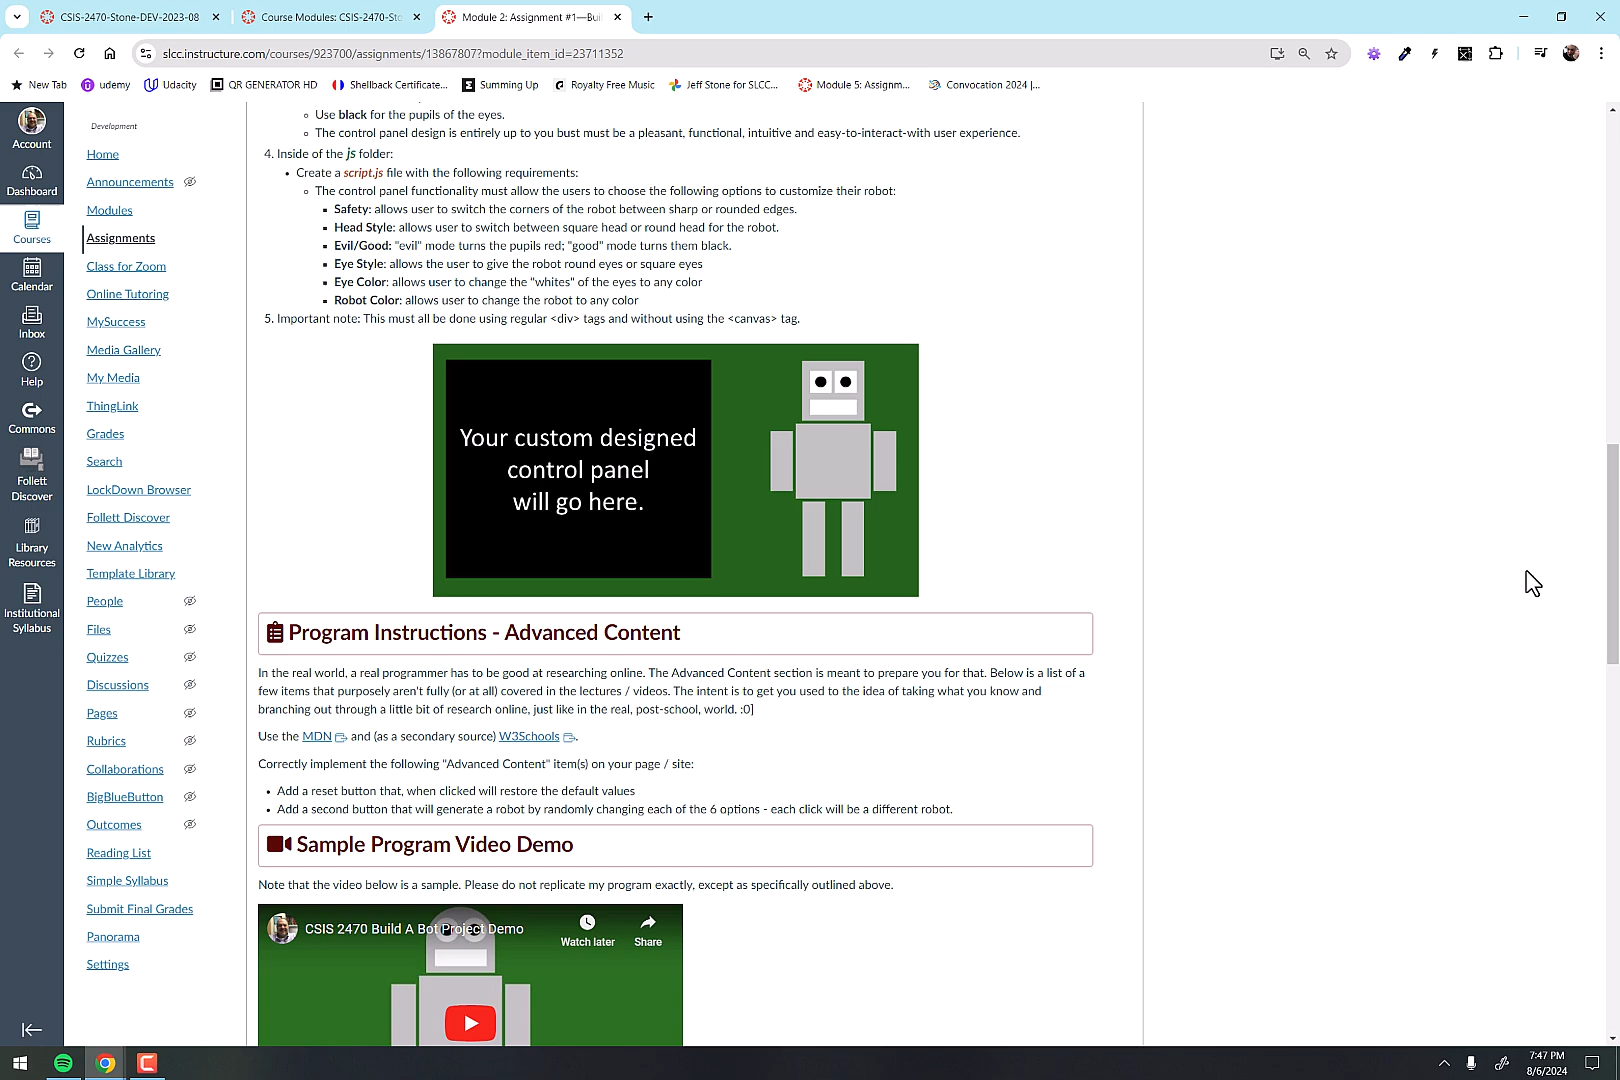 CSIS-2470-Stone-DEV-2023-08
Course Modules: CSIS-2470-Sto
Module 2: Assignment #1—Bui
slcc.instructure.com/courses/923700/assignments/13867807?module_item_id=23711352
New Tab
udemy
Udacity
QR GENERATOR HD
Shellback Certificate...
Summing Up
Royalty Free Music
Jeff Stone for SLCC...
Module 5: Assignm...
Convocation 2024 |...
Account
Dashboard
Courses
Calendar
Inbox
Help
Commons
Follett
Discover
Library
Resources
Institutional
Syllabus
Development
Home
Announcements
Modules
Assignments
Class for Zoom
Online Tutoring
MySuccess
Media Gallery
My Media
ThingLink
Grades
Search
LockDown Browser
Follett Discover
New Analytics
Template Library
People
Files
Quizzes
Discussions
Pages
Rubrics
Collaborations
BigBlueButton
Outcomes
Reading List
Simple Syllabus
Submit Final Grades
Panorama
Settings
Use black for the pupils of the eyes.
The control panel design is entirely up to you bust must be a pleasant, functional, intuitive and easy-to-interact-with user experience.
4. Inside of the js folder:
Create a script.js file with the following requirements:
The control panel functionality must allow the users to choose the following options to customize their robot:
Safety: allows user to switch the corners of the robot between sharp or rounded edges.
Head Style: allows user to switch between square head or round head for the robot.
Evil/Good: "evil" mode turns the pupils red; "good" mode turns them black.
Eye Style: allows the user to give the robot round eyes or square eyes
Eye Color: allows user to change the "whites" of the eyes to any color
Robot Color: allows user to change the robot to any color
5. Important note: This must all be done using regular <div> tags and without using the <canvas> tag.
Your custom designed
control panel
will go here.
Program Instructions - Advanced Content
In the real world, a real programmer has to be good at researching online. The Advanced Content section is meant to prepare you for that. Below is a list of a
few items that purposely aren't fully (or at all) covered in the lectures / videos. The intent is to get you used to the idea of taking what you know and
branching out through a little bit of research online, just like in the real, post-school, world. :0]
Use the MDN and (as a secondary source) W3Schools.
Correctly implement the following "Advanced Content" item(s) on your page / site:
Add a reset button that, when clicked will restore the default values
Add a second button that will generate a robot by randomly changing each of the 6 options - each click will be a different robot.
Sample Program Video Demo
Note that the video below is a sample. Please do not replicate my program exactly, except as specifically outlined above.
CSIS 2470 Build A Bot Project Demo
Watch later
Share
7:47 PM
8/6/2024